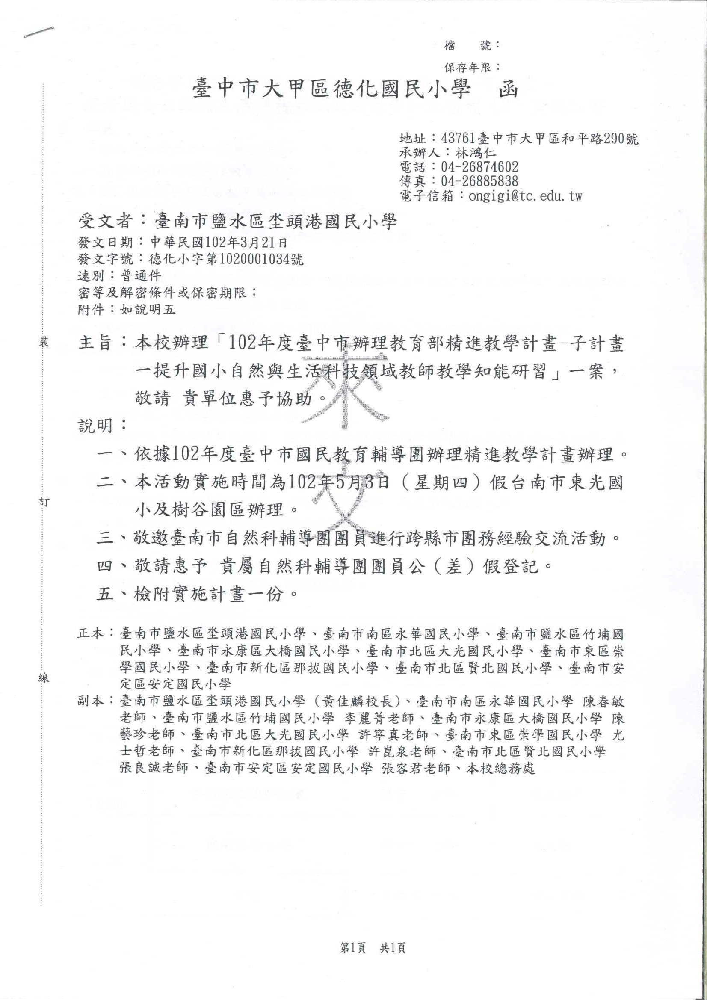 檔　　號：
保存年限：
臺中市大甲區德化國民小學　函
地址：43761臺中市大甲區和平路290號
承辦人：林鴻仁
電話：04-26874602
傳真：04-26885838
電子信箱：ongigi@tc.edu.tw
受文者：臺南市鹽水區坔頭港國民小學
發文日期：中華民國102年3月21日
發文字號：德化小字第1020001034號
速別：普通件
密等及解密條件或保密期限：
附件：如說明五
主旨：本校辦理「102年度臺中市辦理教育部精進教學計畫-子計畫
一提升國小自然與生活科技領域教師教學知能研習」一案，
敬請 貴單位惠予協助。
說明：
一、依據102年度臺中市國民教育輔導團辦理精進教學計畫辦理。
二、本活動實施時間為102年5月3日（星期四）假台南市東光國
小及樹谷園區辦理。
三、敬邀臺南市自然科輔導團團員進行跨縣市團務經驗交流活動。
四、敬請惠予 貴屬自然科輔導團團員公（差）假登記。
五、檢附實施計畫一份。
正本：臺南市鹽水區坔頭港國民小學、臺南市南區永華國民小學、臺南市鹽水區竹埔國
民小學、臺南市永康區大橋國民小學、臺南市北區大光國民小學、臺南市東區崇
學國民小學、臺南市新化區那拔國民小學、臺南市北區賢北國民小學、臺南市安
定區安定國民小學
副本：臺南市鹽水區坔頭港國民小學（黃佳麟校長）、臺南市南區永華國民小學 陳春敏
老師、臺南市鹽水區竹埔國民小學 李麗菁老師、臺南市永康區大橋國民小學 陳
藝珍老師、臺南市北區大光國民小學 許寧真老師、臺南市東區崇學國民小學 尤
士哲老師、臺南市新化區那拔國民小學 許崑泉老師、臺南市北區賢北國民小學
張良誠老師、臺南市安定區安定國民小學 張容君老師、本校總務處
來
文
裝
訂
線
第1頁　共1頁